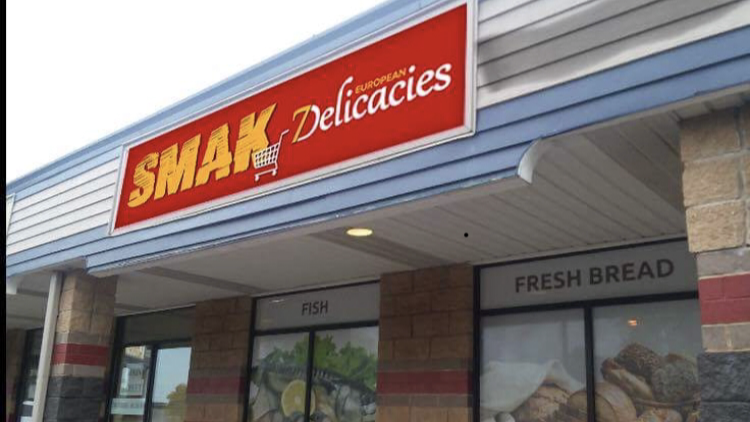 SMAK
EUROPEAN
Delicacies
FISH
FRESH BREAD